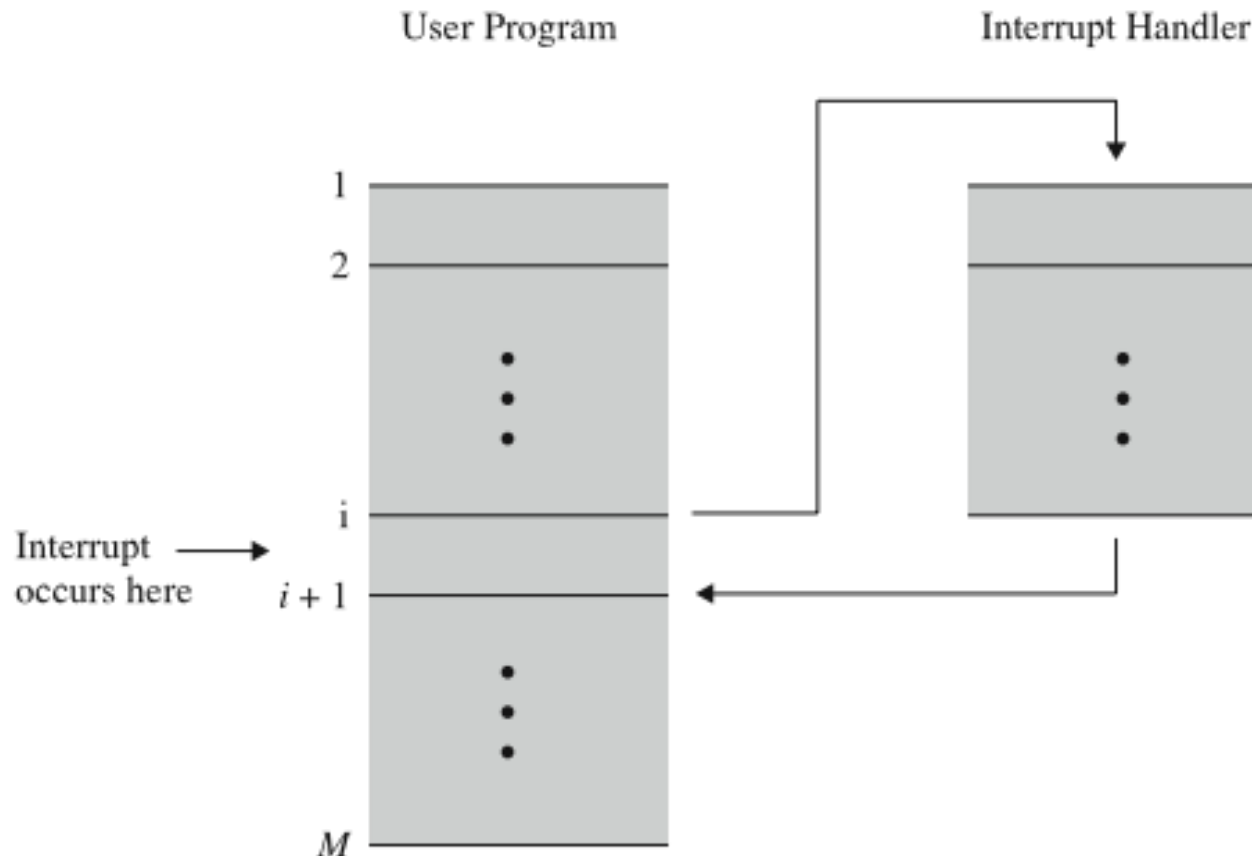 User Program
Interrupt Handler
1
2
i
Interrupt
occurs here
i + 1
M